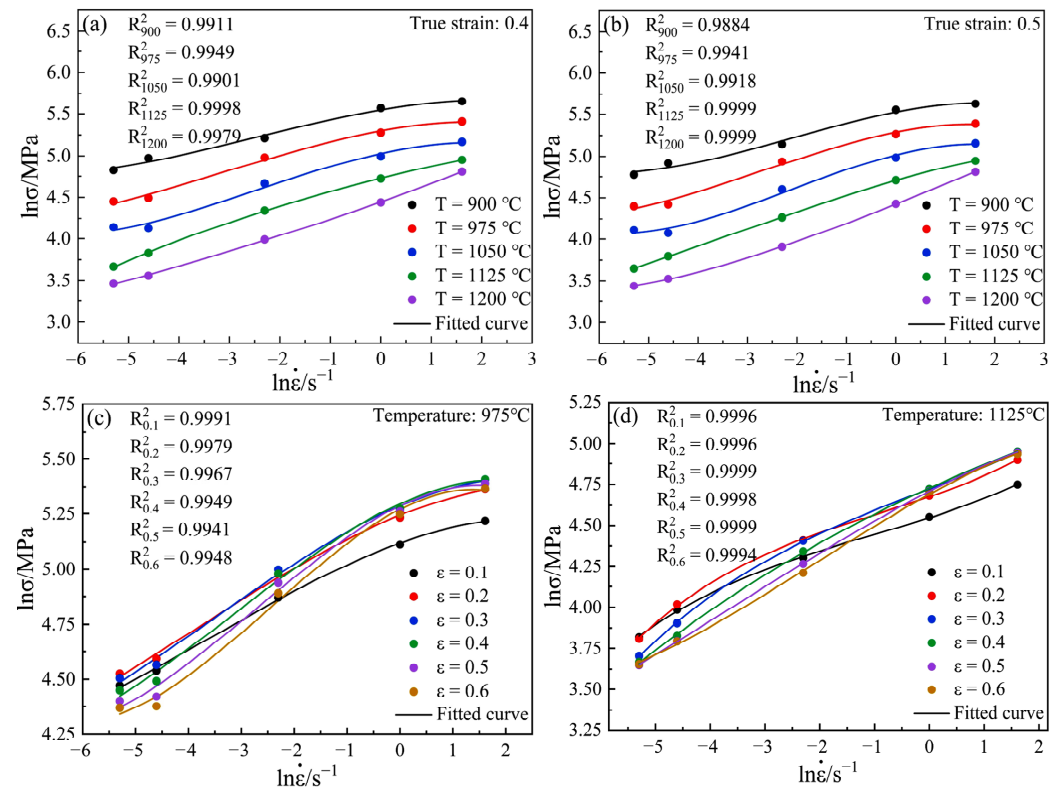 (a)
True strain: 0.4
R²₉₀₀ = 0.9911
R²₉₇₅ = 0.9949
R²₁₀₅₀ = 0.9901
R²₁₁₂₅ = 0.9998
R²₁₂₀₀ = 0.9979
6.5
6.0
5.5
5.0
4.5
4.0
3.5
3.0
lnσ/MPa
T = 900 ℃
T = 975 ℃
T = 1050 ℃
T = 1125 ℃
T = 1200 ℃
Fitted curve
−6 −5 −4 −3 −2 −1 0 1 2 3
lnε̇/s⁻¹
(b)
True strain: 0.5
R²₉₀₀ = 0.9884
R²₉₇₅ = 0.9941
R²₁₀₅₀ = 0.9918
R²₁₁₂₅ = 0.9999
R²₁₂₀₀ = 0.9999
6.5
6.0
5.5
5.0
4.5
4.0
3.5
3.0
lnσ/MPa
T = 900 ℃
T = 975 ℃
T = 1050 ℃
T = 1125 ℃
T = 1200 ℃
Fitted curve
−6 −5 −4 −3 −2 −1 0 1 2 3
lnε̇/s⁻¹
(c)
Temperature: 975℃
R²₀.₁ = 0.9991
R²₀.₂ = 0.9979
R²₀.₃ = 0.9967
R²₀.₄ = 0.9949
R²₀.₅ = 0.9941
R²₀.₆ = 0.9948
5.75
5.50
5.25
5.00
4.75
4.50
4.25
lnσ/MPa
ε = 0.1
ε = 0.2
ε = 0.3
ε = 0.4
ε = 0.5
ε = 0.6
Fitted curve
−6 −5 −4 −3 −2 −1 0 1 2
lnε̇/s⁻¹
(d)
Temperature: 1125℃
R²₀.₁ = 0.9996
R²₀.₂ = 0.9996
R²₀.₃ = 0.9999
R²₀.₄ = 0.9998
R²₀.₅ = 0.9999
R²₀.₆ = 0.9994
5.25
5.00
4.75
4.50
4.25
4.00
3.75
3.50
3.25
lnσ/MPa
ε = 0.1
ε = 0.2
ε = 0.3
ε = 0.4
ε = 0.5
ε = 0.6
Fitted curve
−5 −4 −3 −2 −1 0 1 2
lnε̇/s⁻¹